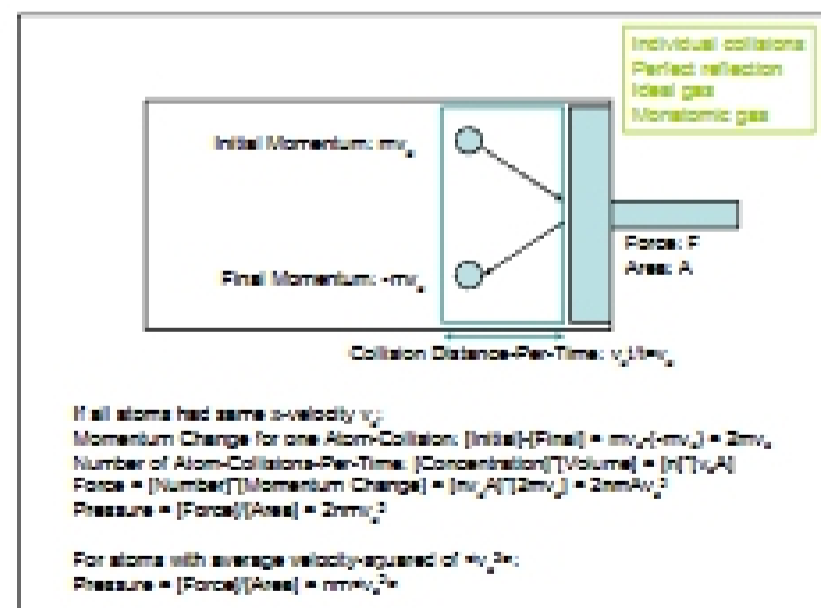 Individual collisions
Perfect reflection
Ideal gas
Monatomic gas
Initial Momentum: mvₓ
Final Momentum: -mvₓ
Force: F
Area: A
Collision Distance-Per-Time: vₓt/t=vₓ
If all atoms had same x-velocity vₓ:
Momentum Change for one Atom-Collision: [Initial]-[Final] = mvₓ-(-mvₓ) = 2mvₓ
Number of Atom-Collisions-Per-Time: [Concentration]*[Volume] = [n]*[vₓA]
Force = [Number]*[Momentum Change] = [nvₓA]*[2mvₓ] = 2nmAvₓ²
Pressure = [Force]/[Area] = 2nmvₓ²
For atoms with average velocity-squared of <vₓ²>:
Pressure = [Force]/[Area] = nm<vₓ²>